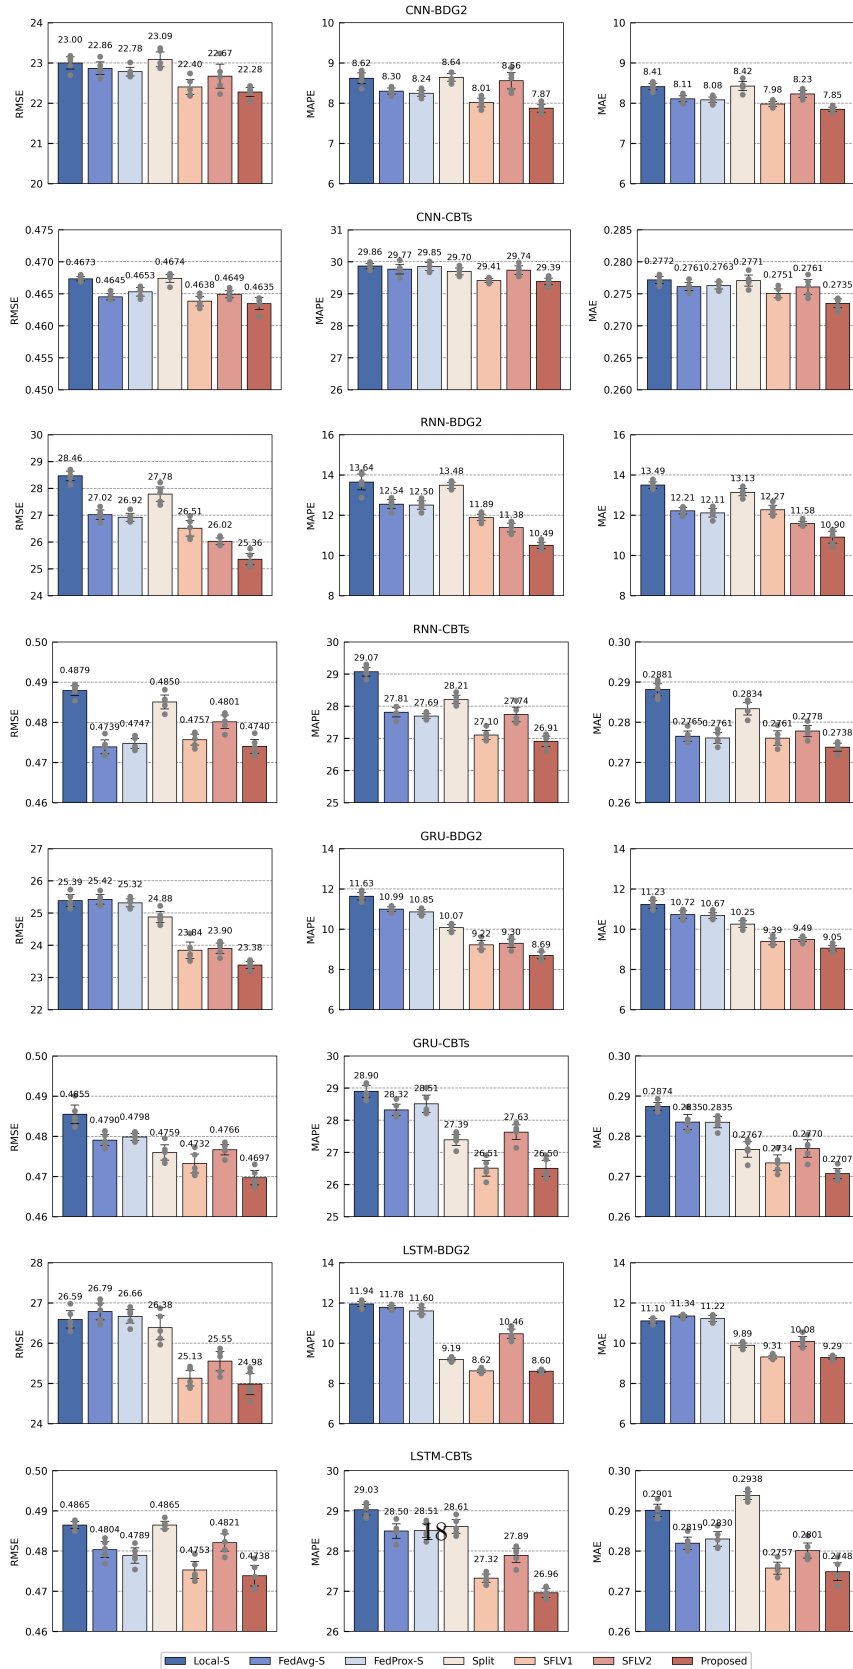 CNN-BDG2
RMSE
24
23
22
21
20
23.00 22.86 22.78 23.09 22.40 22.67 22.28
MAPE
10
9
8
7
6
8.62 8.30 8.24 8.64 8.01 8.56 7.87
MAE
10
9
8
7
6
8.41 8.11 8.08 8.42 7.98 8.23 7.85
CNN-CBTs
RMSE
0.475
0.470
0.465
0.460
0.455
0.450
0.4673 0.4645 0.4653 0.4674 0.4638 0.4649 0.4635
MAPE
31
30
29
28
27
26
29.86 29.77 29.85 29.70 29.41 29.74 29.39
MAE
0.285
0.280
0.275
0.270
0.265
0.260
0.2772 0.2761 0.2763 0.2771 0.2751 0.2761 0.2735
RNN-BDG2
RMSE
30
29
28
27
26
25
24
28.46 27.02 26.92 27.78 26.51 26.02 25.36
MAPE
16
14
12
10
8
13.64 12.54 12.50 13.48 11.89 11.38 10.49
MAE
16
14
12
10
8
13.49 12.21 12.11 13.13 12.27 11.58 10.90
RNN-CBTs
RMSE
0.50
0.49
0.48
0.47
0.46
0.4879 0.4739 0.4747 0.4850 0.4757 0.4801 0.4740
MAPE
30
29
28
27
26
25
29.07 27.81 27.69 28.21 27.10 27.74 26.91
MAE
0.30
0.29
0.28
0.27
0.26
0.2881 0.2765 0.2761 0.2834 0.2761 0.2778 0.2738
GRU-BDG2
RMSE
27
26
25
24
23
22
25.39 25.42 25.32 24.88 23.84 23.90 23.38
MAPE
14
12
10
8
6
11.63 10.99 10.85 10.07 9.22 9.30 8.69
MAE
14
12
10
8
6
11.23 10.72 10.67 10.25 9.39 9.49 9.05
GRU-CBTs
RMSE
0.50
0.49
0.48
0.47
0.46
0.4855 0.4790 0.4798 0.4759 0.4732 0.4766 0.4697
MAPE
30
29
28
27
26
25
28.90 28.32 28.51 27.39 26.51 27.63 26.50
MAE
0.30
0.29
0.28
0.27
0.26
0.2874 0.2835 0.2835 0.2767 0.2734 0.2770 0.2707
LSTM-BDG2
RMSE
28
27
26
25
24
26.59 26.79 26.66 26.38 25.13 25.55 24.98
MAPE
14
12
10
8
6
11.94 11.78 11.60 9.19 8.62 10.46 8.60
MAE
14
12
10
8
6
11.10 11.34 11.22 9.89 9.31 10.08 9.29
LSTM-CBTs
RMSE
0.50
0.49
0.48
0.47
0.46
0.4865 0.4804 0.4789 0.4865 0.4753 0.4821 0.4738
MAPE
30
29
28
27
26
29.03 28.50 28.51 28.61 27.32 27.89 26.96
18
MAE
0.30
0.29
0.28
0.27
0.26
0.2901 0.2819 0.2830 0.2938 0.2757 0.2801 0.2748
Local-S FedAvg-S FedProx-S Split SFLV1 SFLV2 Proposed